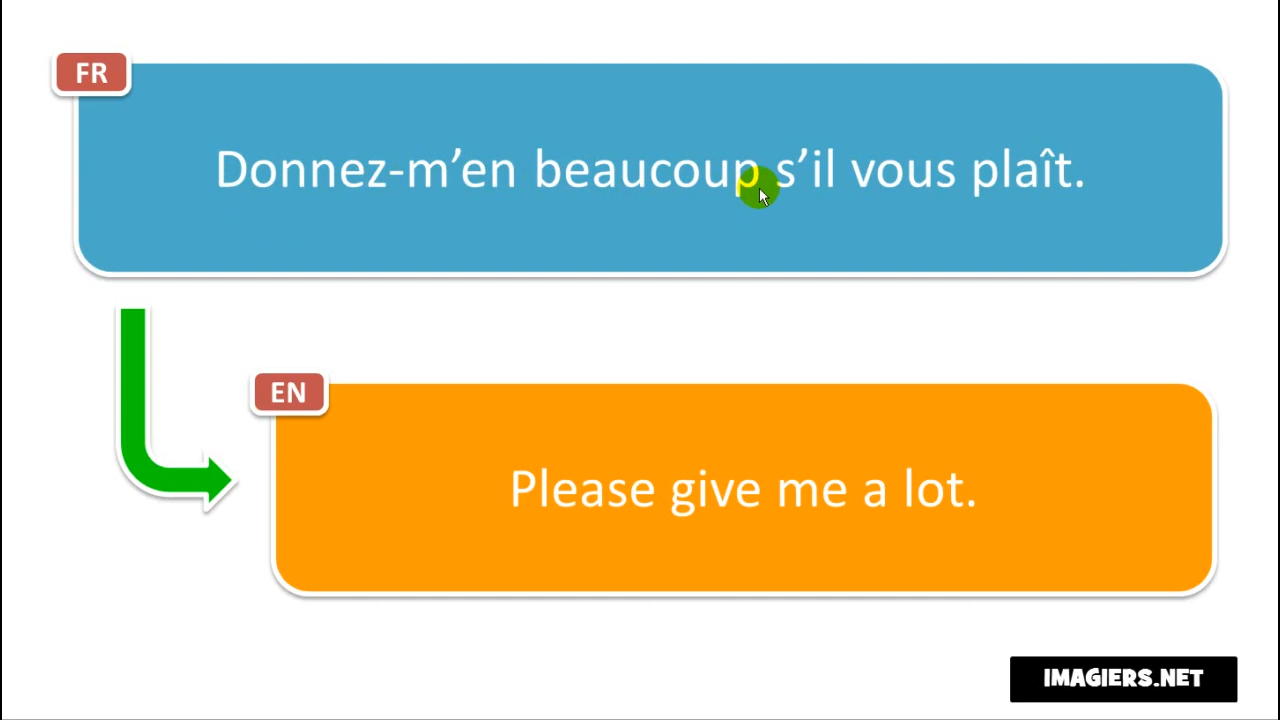 FR
Donnez-m’en beaucoup s’il vous plaît.
EN
Please give me a lot.
IMAGIERS.NET